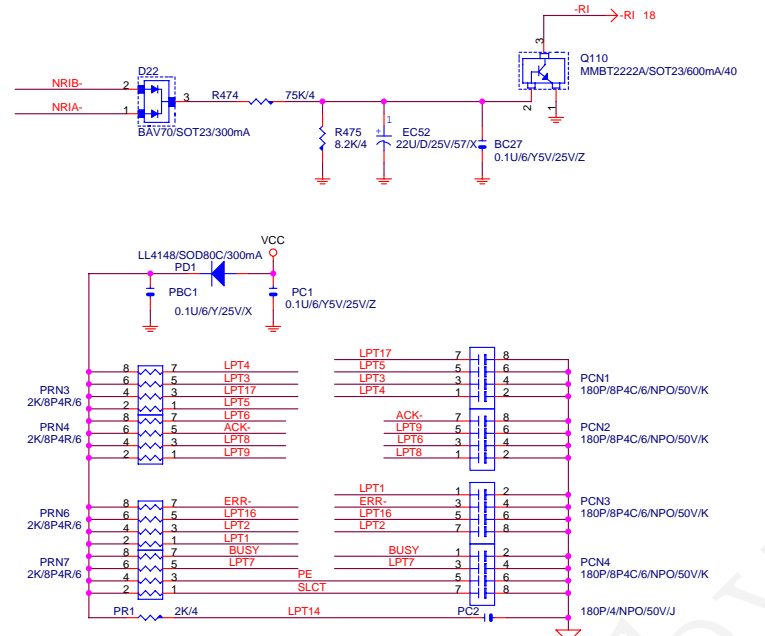 -RI
-RI 18
3
D22
Q110
MMBT2222A/SOT23/600mA/40
NRIB-
2
3
R474
75K/4
NRIA-
1
2
1
BAV70/SOT23/300mA
R475
8.2K/4
+
1
EC52
22U/D/25V/57/X
BC27
0.1U/6/Y5V/25V/Z
VCC
LL4148/SOD80C/300mA
PD1
PBC1
0.1U/6/Y/25V/X
PC1
0.1U/6/Y5V/25V/Z
8 7 LPT4
6 5 LPT3
4 3 LPT17
2 1 LPT5
PRN3
2K/8P4R/6
8 7 LPT6
6 5 ACK-
4 3 LPT8
2 1 LPT9
PRN4
2K/8P4R/6
LPT17 7 8
LPT5 5 6
LPT3 3 4
LPT4 1 2
PCN1
180P/8P4C/6/NPO/50V/K
ACK- 7 8
LPT9 5 6
LPT6 3 4
LPT8 1 2
PCN2
180P/8P4C/6/NPO/50V/K
8 7 ERR-
6 5 LPT16
4 3 LPT2
2 1 LPT1
PRN6
2K/8P4R/6
8 7 BUSY
6 5 LPT7
4 3 PE
2 1 SLCT
PRN7
2K/8P4R/6
LPT1 1 2
ERR- 3 4
LPT16 5 6
LPT2 7 8
PCN3
180P/8P4C/6/NPO/50V/K
BUSY 1 2
LPT7 3 4
5 6
7 8
PCN4
180P/8P4C/6/NPO/50V/K
PR1 2K/4 LPT14 PC2 180P/4/NPO/50V/J